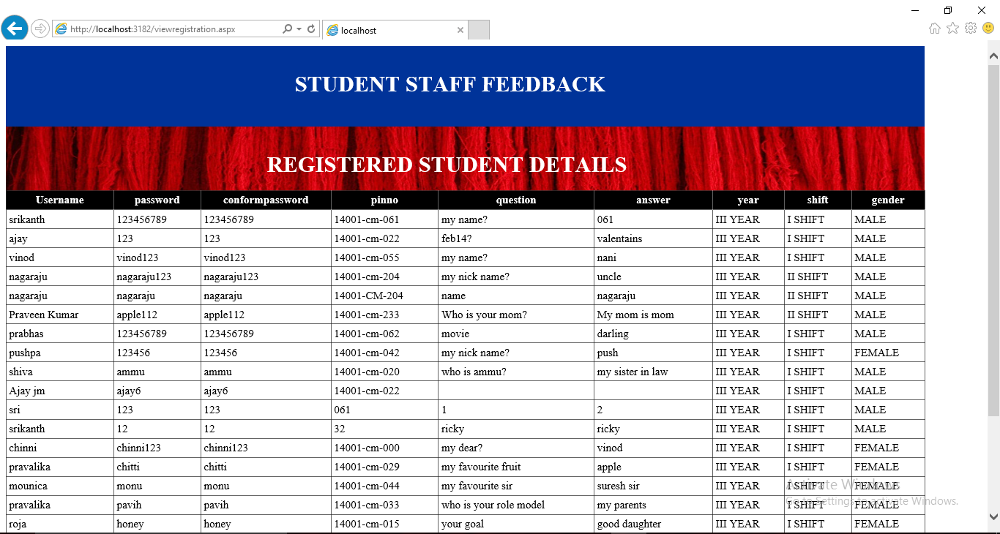 http://localhost:3182/viewregistration.aspx localhost
STUDENT STAFF FEEDBACK
REGISTERED STUDENT DETAILS
Username password conformpassword pinno question answer year shift gender
srikanth 123456789 123456789 14001-cm-061 my name? 061 III YEAR I SHIFT MALE
ajay 123 123 14001-cm-022 feb14? valentains III YEAR I SHIFT MALE
vinod vinod123 vinod123 14001-cm-055 my name? nani III YEAR I SHIFT MALE
nagaraju nagaraju123 nagaraju123 14001-cm-204 my nick name? uncle III YEAR II SHIFT MALE
nagaraju nagaraju nagaraju 14001-CM-204 name nagaraju III YEAR II SHIFT MALE
Praveen Kumar apple112 apple112 14001-cm-233 Who is your mom? My mom is mom III YEAR II SHIFT MALE
prabhas 123456789 123456789 14001-cm-062 movie darling III YEAR I SHIFT MALE
pushpa 123456 123456 14001-cm-042 my nick name? push III YEAR I SHIFT FEMALE
shiva ammu ammu 14001-cm-020 who is ammu? my sister in law III YEAR I SHIFT MALE
Ajay jm ajay6 ajay6 14001-cm-022 III YEAR I SHIFT MALE
sri 123 123 061 1 2 III YEAR I SHIFT MALE
srikanth 12 12 32 ricky ricky III YEAR I SHIFT MALE
chinni chinni123 chinni123 14001-cm-000 my dear? vinod III YEAR I SHIFT FEMALE
pravalika chitti chitti 14001-cm-029 my favourite fruit apple III YEAR I SHIFT FEMALE
mounica monu monu 14001-cm-044 my favourite sir suresh sir III YEAR I SHIFT FEMALE
Activate Windows
pravalika pavih pavih 14001-cm-033 who is your role model my parents III YEAR I SHIFT FEMALE
Go to Settings to activate Windows.
roja honey honey 14001-cm-015 your goal good daughter III YEAR I SHIFT FEMALE